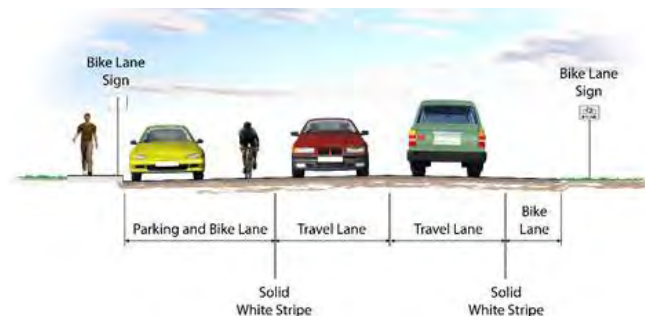 Bike Lane
Sign
Bike Lane
Sign
Parking and Bike Lane
Travel Lane
Travel Lane
Bike
Lane
Solid
White Stripe
Solid
White Stripe